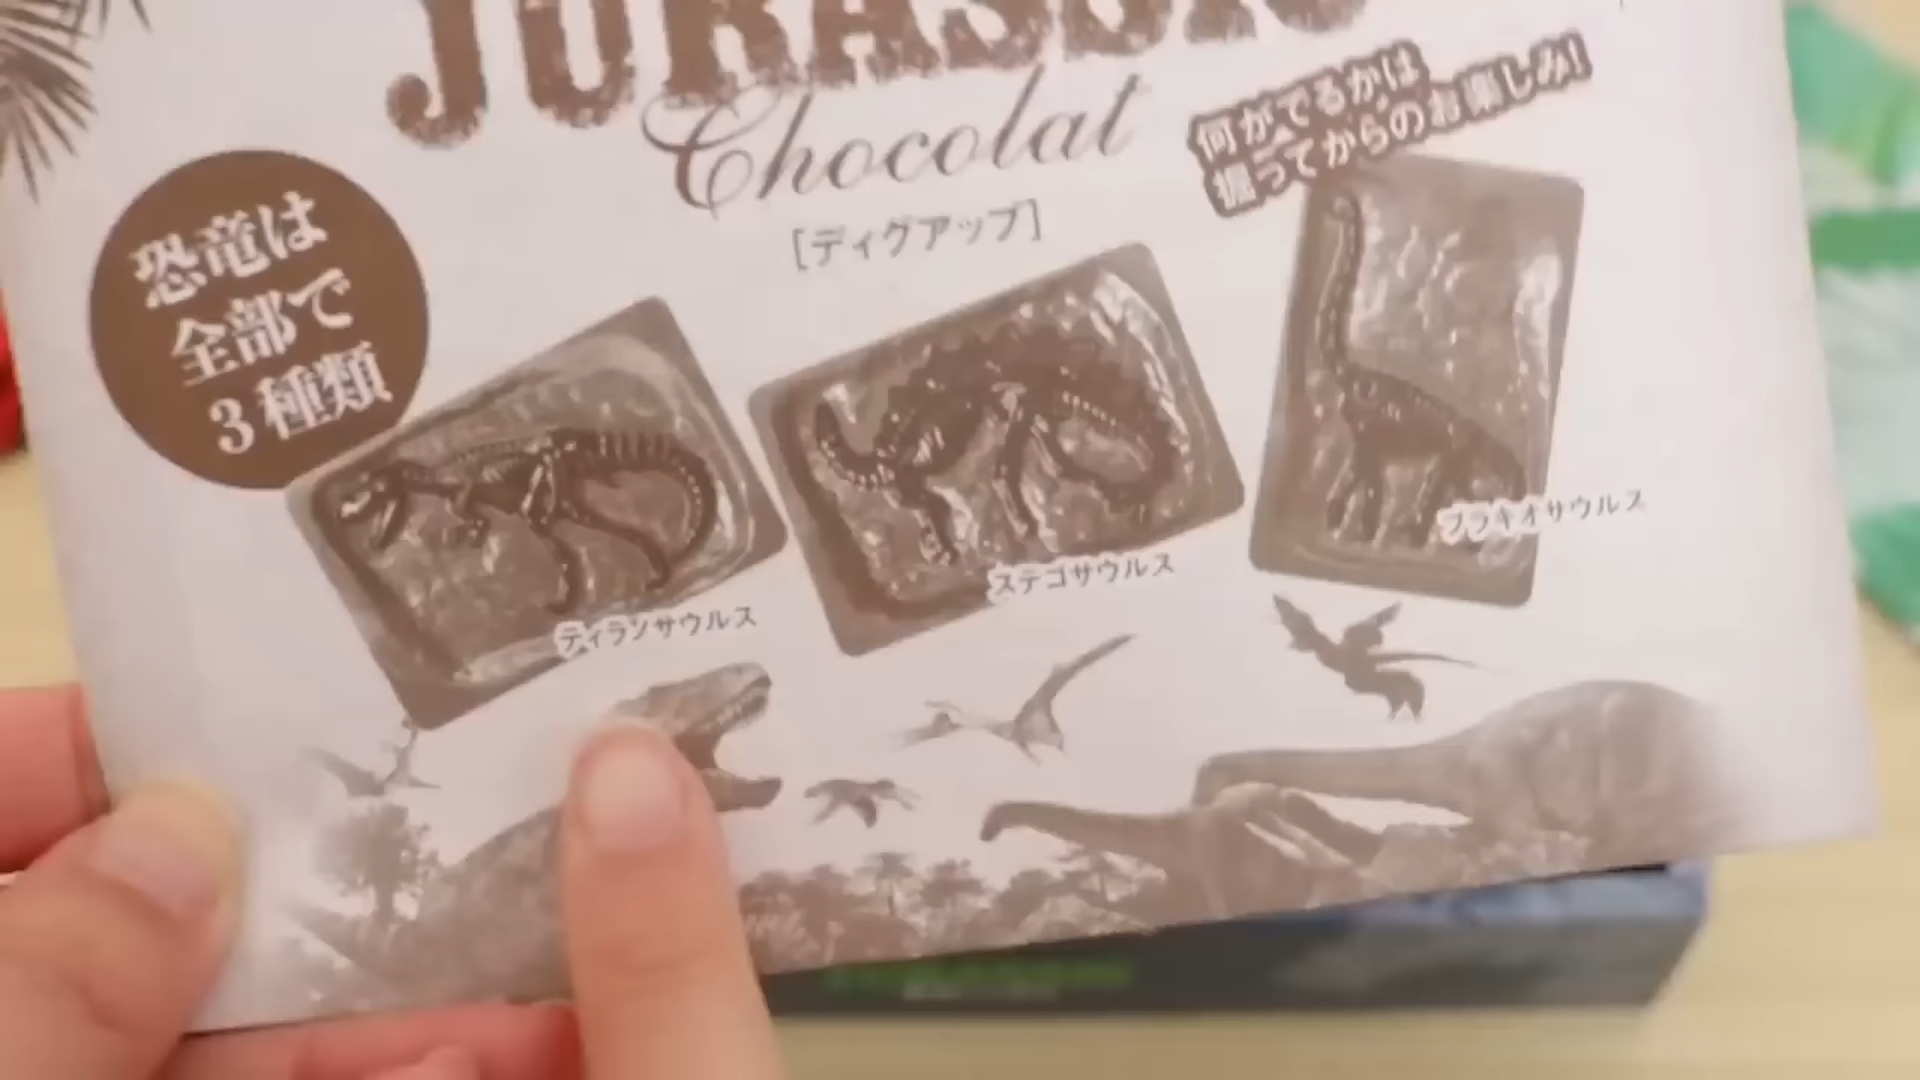 JURASSIC
Chocolat
[ディグアップ]
何がでるかは
掘ってからのお楽しみ!
恐竜は
全部で
3種類
ティラノサウルス
ステゴサウルス
ブラキオサウルス